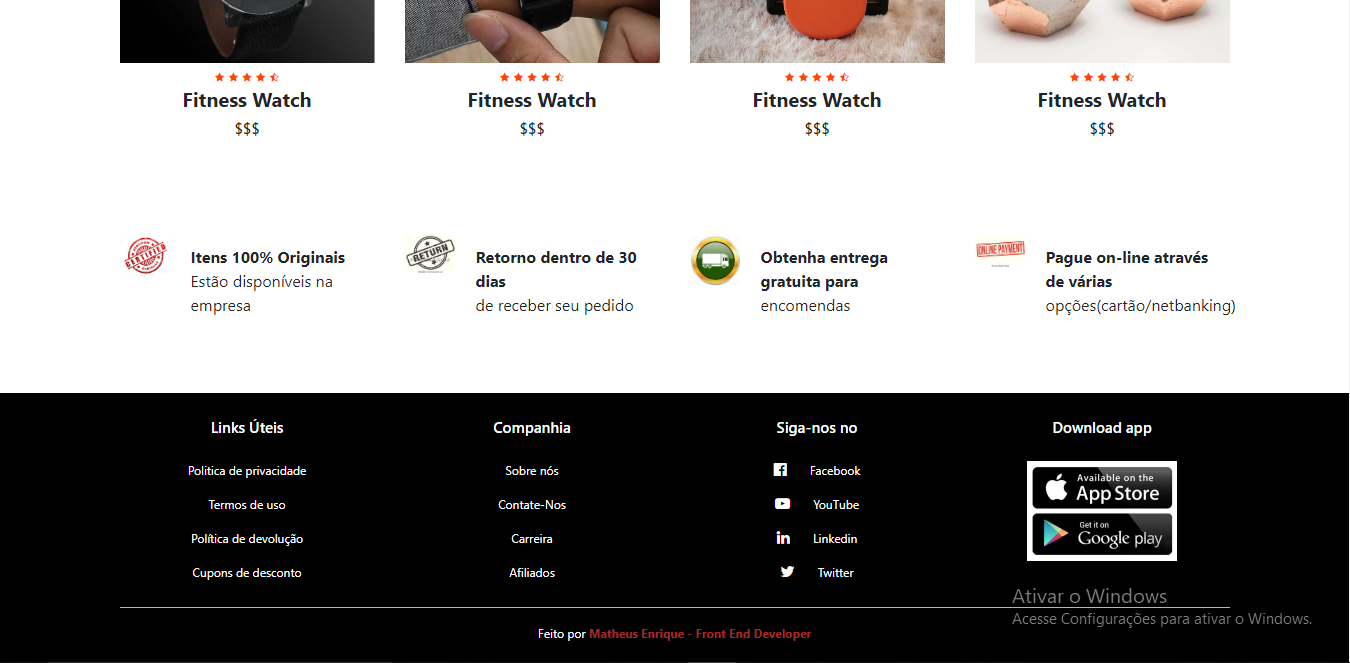 Fitness Watch
$$$
Fitness Watch
$$$
Fitness Watch
$$$
Fitness Watch
$$$
CERTIFIED
Itens 100% Originais
Estão disponíveis na
empresa
RETURN
Retorno dentro de 30
dias
de receber seu pedido
Obtenha entrega
gratuita para
encomendas
ONLINE PAYMENT
Pague on-line através
de várias
opções(cartão/netbanking)
Links Úteis
Política de privacidade
Termos de uso
Política de devolução
Cupons de desconto
Companhia
Sobre nós
Contate-Nos
Carreira
Afiliados
Siga-nos no
Facebook
YouTube
Linkedin
Twitter
Download app
Available on the
App Store
Get it on
Google play
Feito por Matheus Enrique - Front End Developer
Ativar o Windows
Acesse Configurações para ativar o Windows.